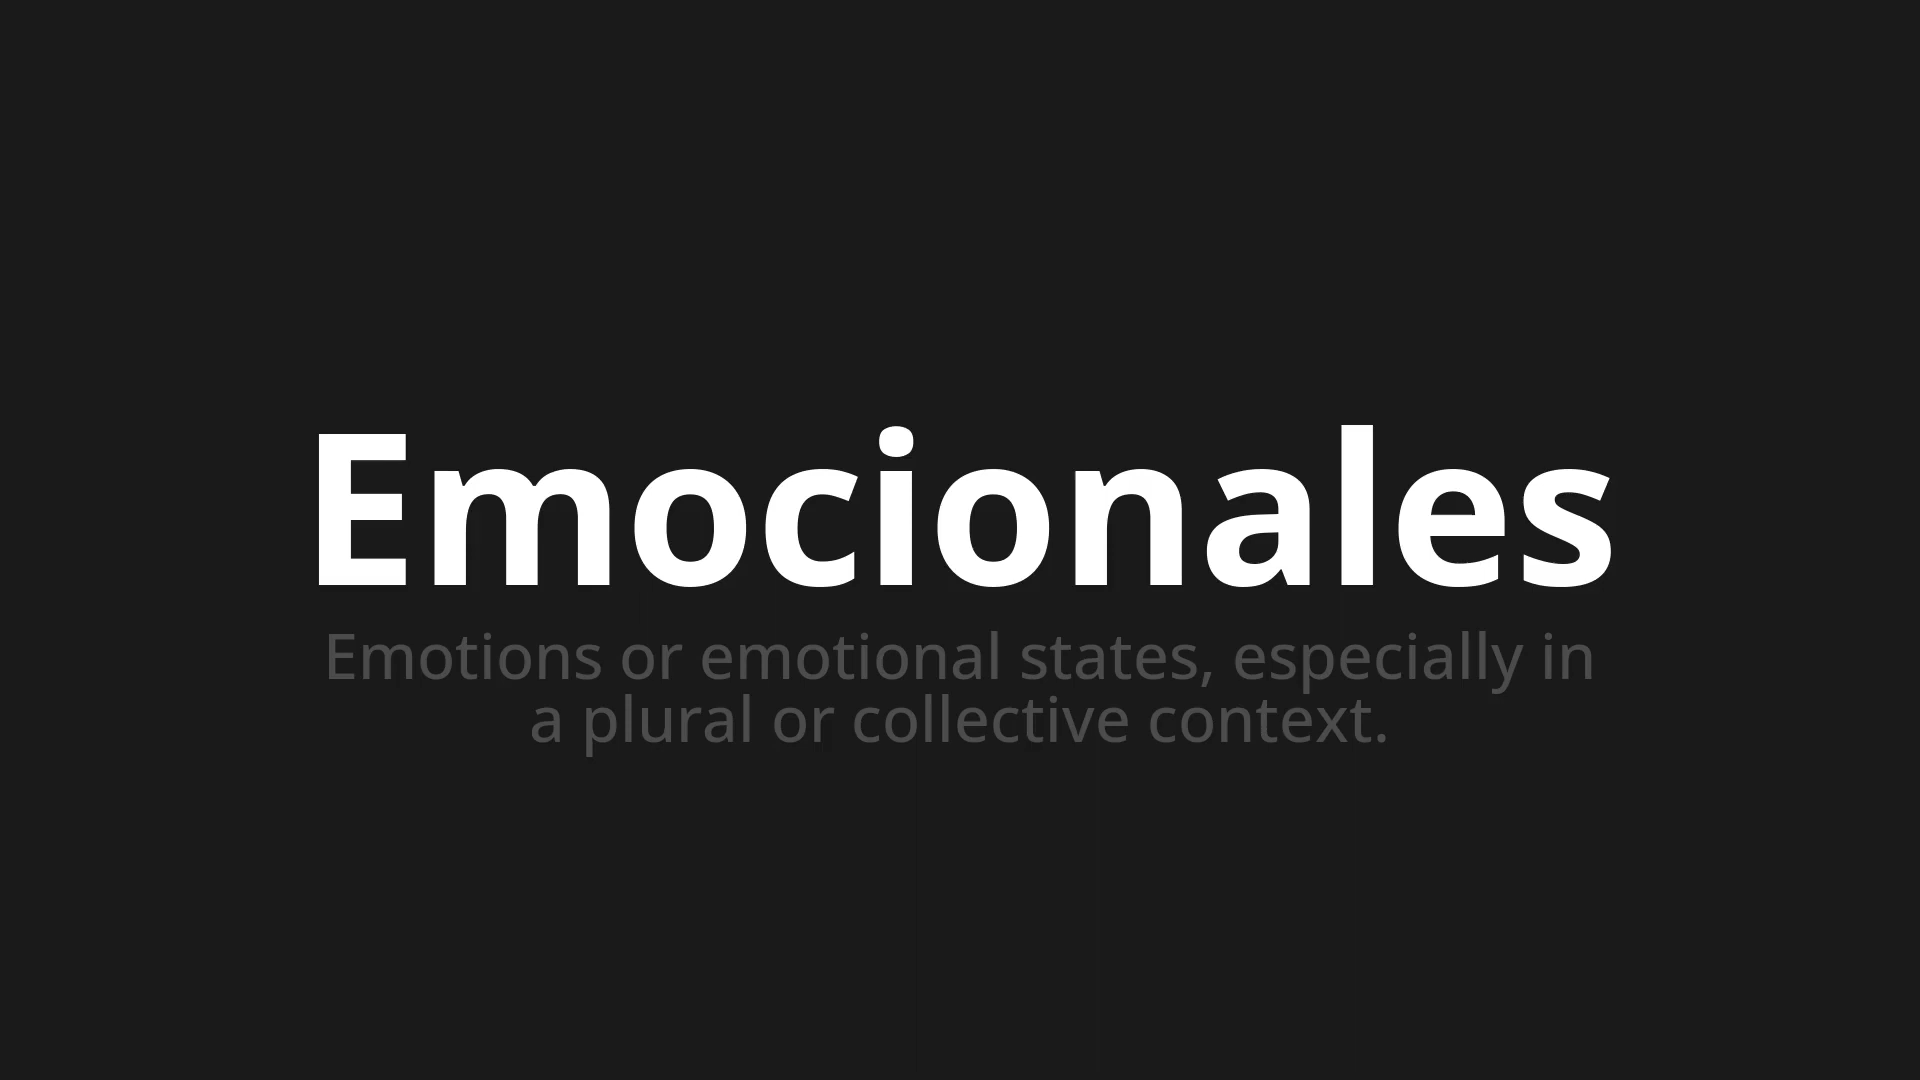 Emocionales
Emotions or emotional states, especially in
a plural or collective context.